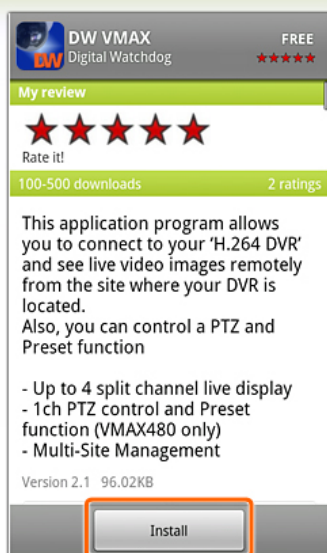 DW VMAX
FREE
Digital Watchdog
DW
My review
Rate it!
100-500 downloads
2 ratings
This application program allows
you to connect to your ‘H.264 DVR’
and see live video images remotely
from the site where your DVR is
located.
Also, you can control a PTZ and
Preset function
- Up to 4 split channel live display
- 1ch PTZ control and Preset
function (VMAX480 only)
- Multi-Site Management
Version 2.1 96.02KB
Install